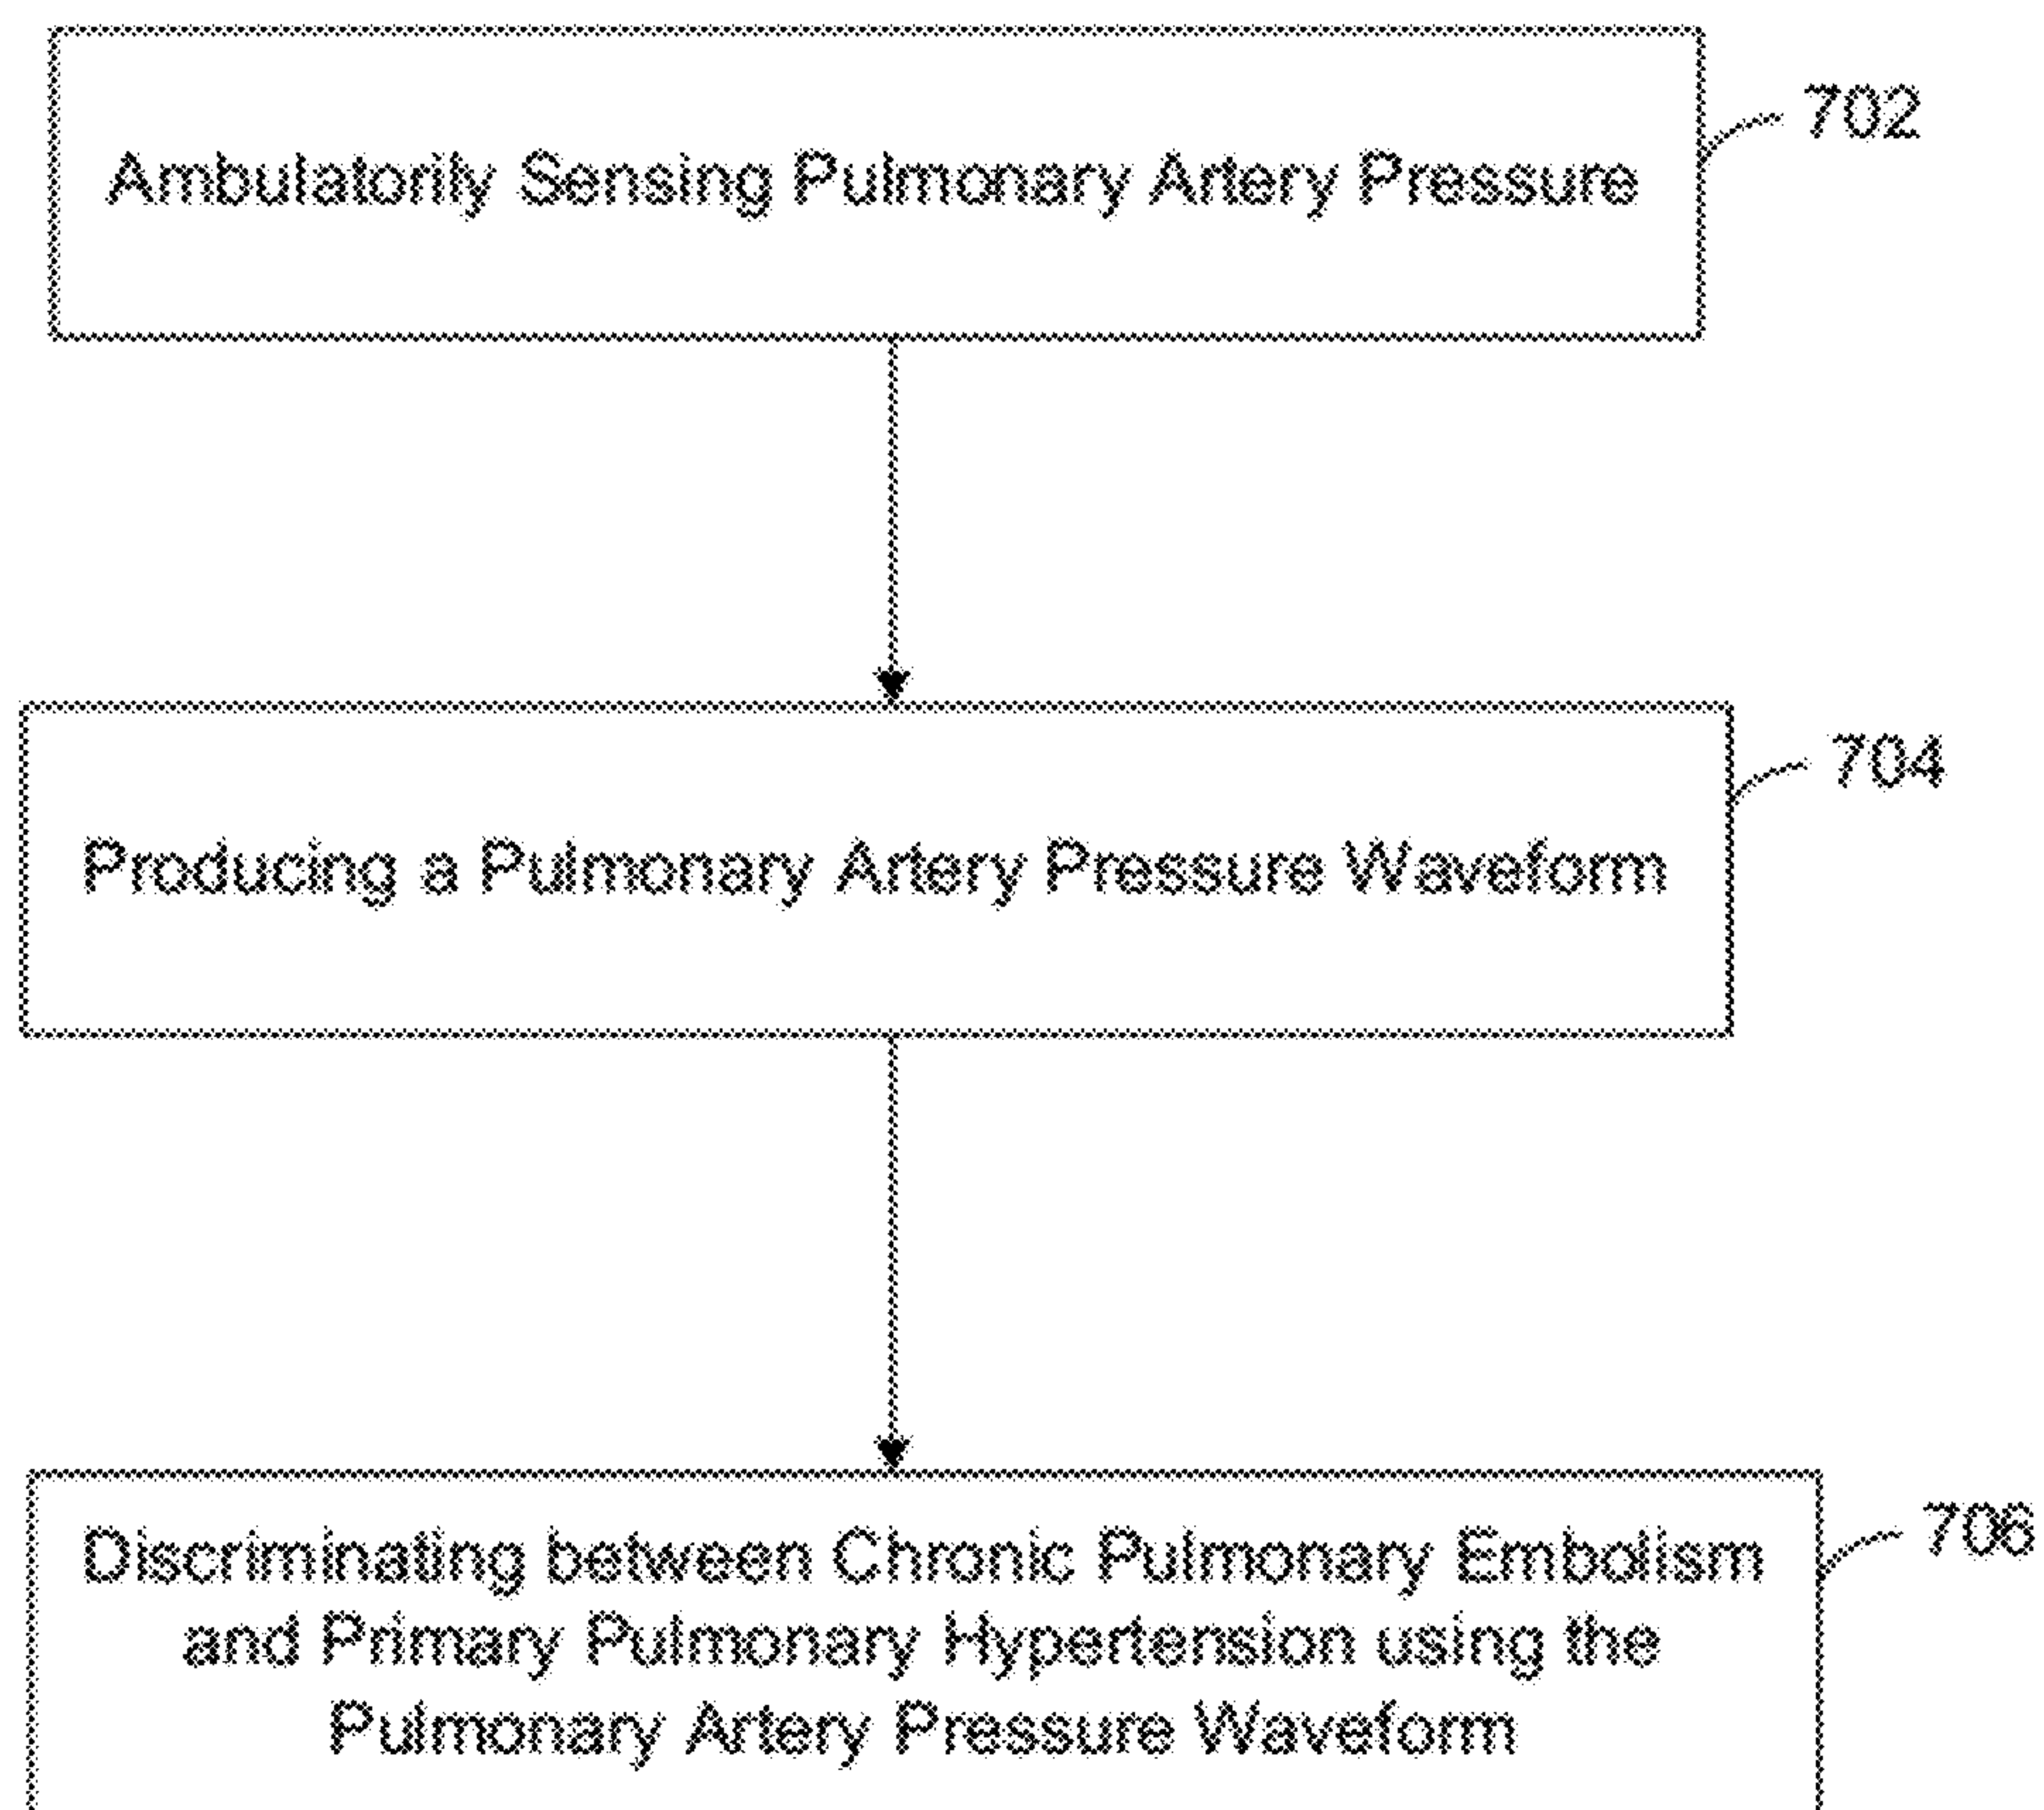 Ambulatorily Sensing Pulmonary Artery Pressure
702
Producing a Pulmonary Artery Pressure Waveform
704
Discriminating between Chronic Pulmonary Embolism
and Primary Pulmonary Hypertension using the
Pulmonary Artery Pressure Waveform
706